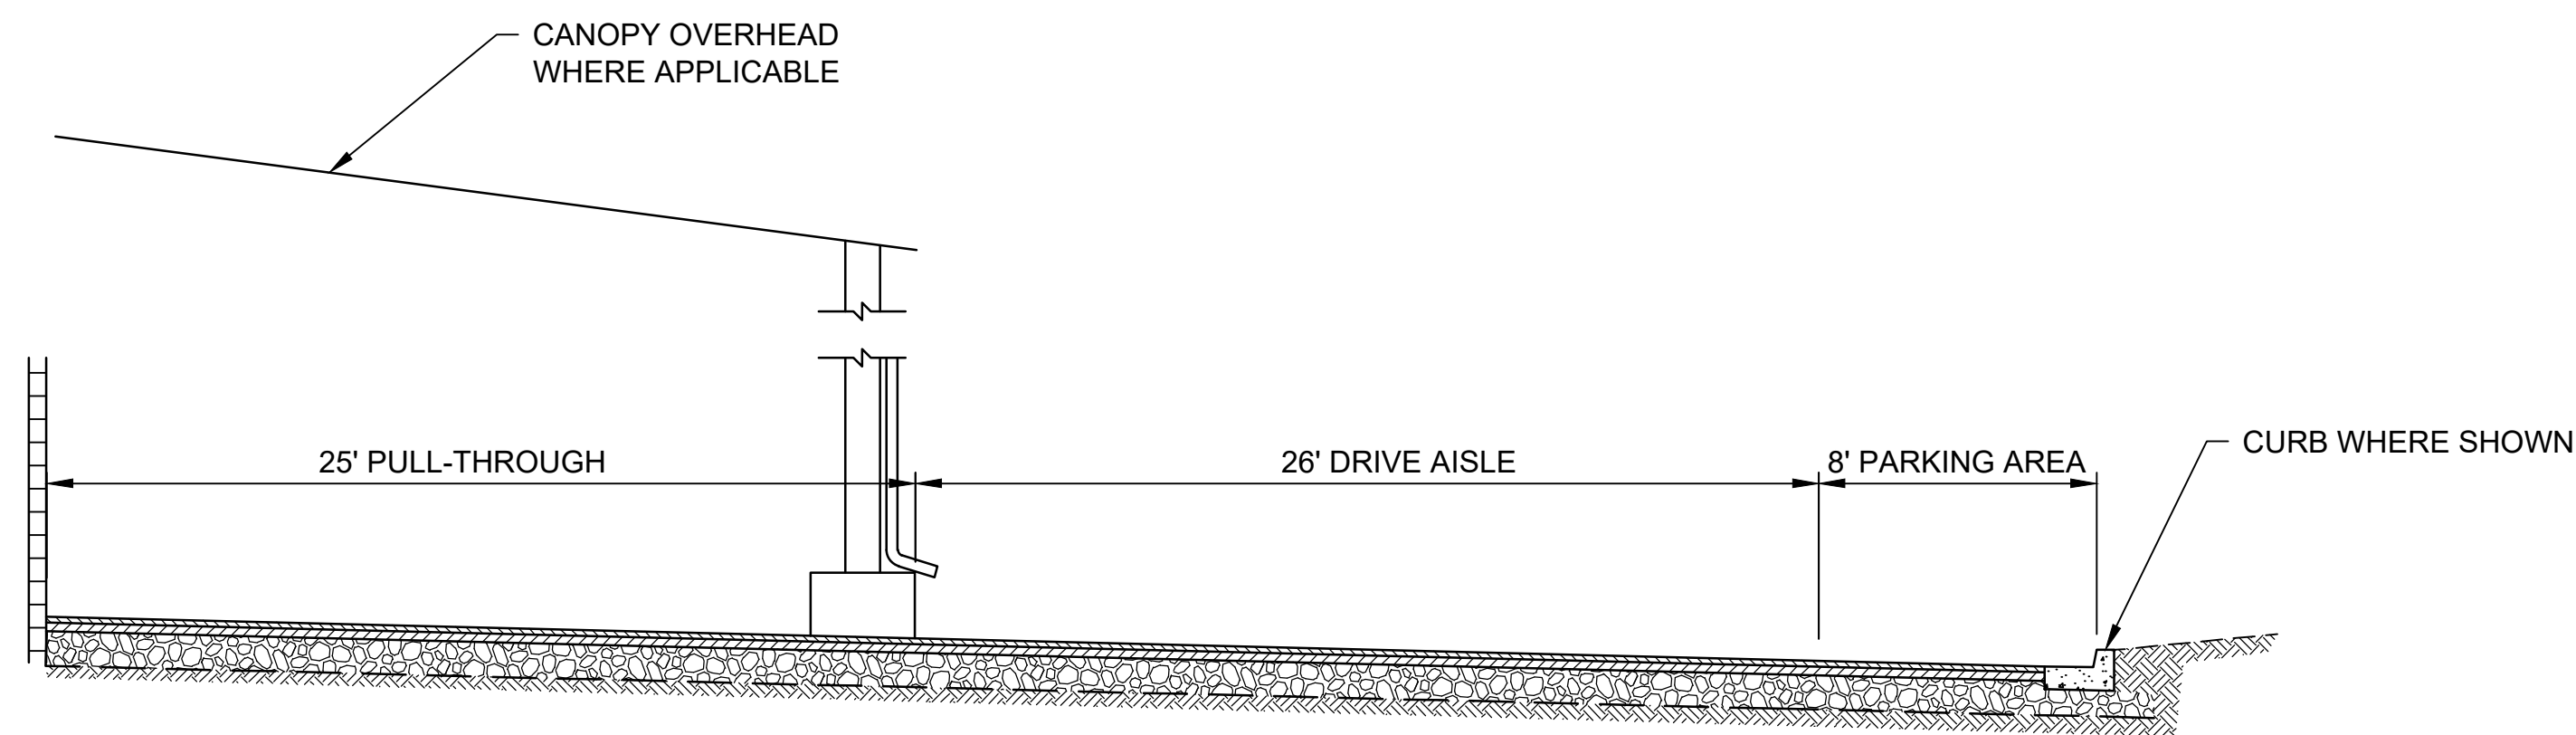 CANOPY OVERHEAD
WHERE APPLICABLE
CURB WHERE SHOWN
25' PULL-THROUGH
26' DRIVE AISLE
8' PARKING AREA